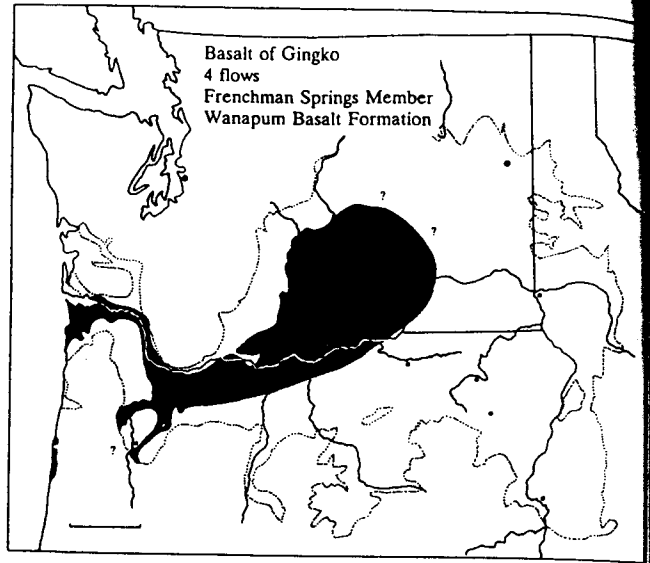 Basalt of Gingko
4 flows
Frenchman Springs Member
Wanapum Basalt Formation
?
?
?